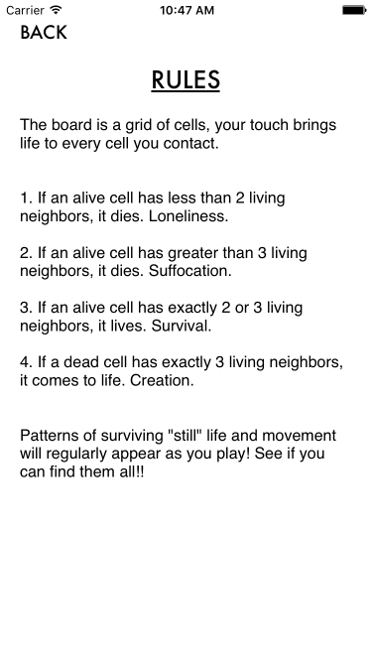 Carrier 10:47 AM
BACK
RULES
The board is a grid of cells, your touch brings
life to every cell you contact.
1. If an alive cell has less than 2 living
neighbors, it dies. Loneliness.
2. If an alive cell has greater than 3 living
neighbors, it dies. Suffocation.
3. If an alive cell has exactly 2 or 3 living
neighbors, it lives. Survival.
4. If a dead cell has exactly 3 living neighbors,
it comes to life. Creation.
Patterns of surviving "still" life and movement
will regularly appear as you play! See if you
can find them all!!